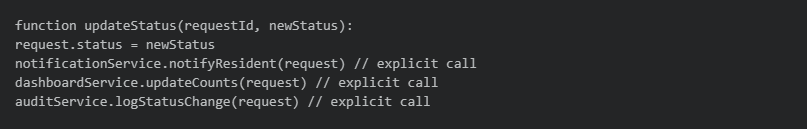 function updateStatus(requestId, newStatus):
request.status = newStatus
notificationService.notifyResident(request) // explicit call
dashboardService.updateCounts(request) // explicit call
auditService.logStatusChange(request) // explicit call